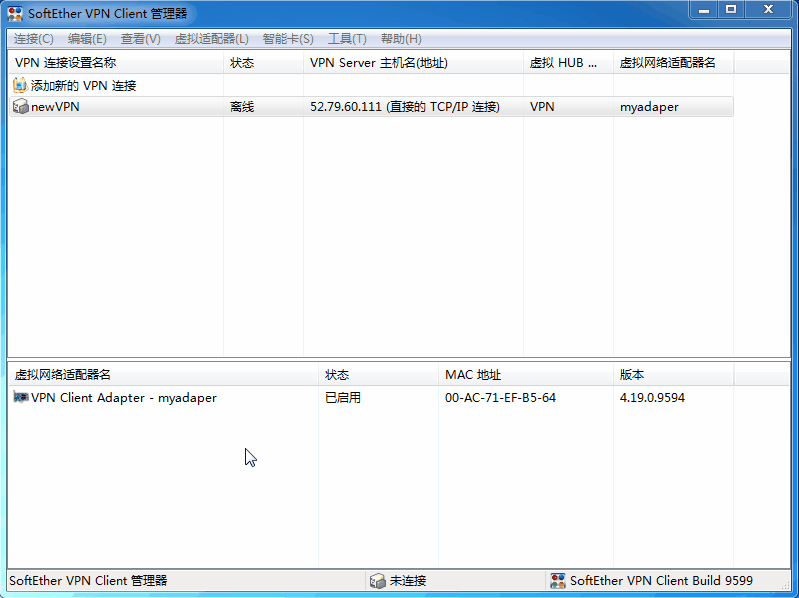 SoftEther VPN Client 管理器
连接(C) 编辑(E) 查看(V) 虚拟适配器(L) 智能卡(S) 工具(T) 帮助(H)
VPN 连接设置名称 状态 VPN Server 主机名(地址) 虚拟 HUB ... 虚拟网络适配器名
添加新的 VPN 连接
newVPN 离线 52.79.60.111 (直接的 TCP/IP 连接) VPN myadaper
虚拟网络适配器名 状态 MAC 地址 版本
VPN Client Adapter - myadaper 已启用 00-AC-71-EF-B5-64 4.19.0.9594
SoftEther VPN Client 管理器 未连接 SoftEther VPN Client Build 9599